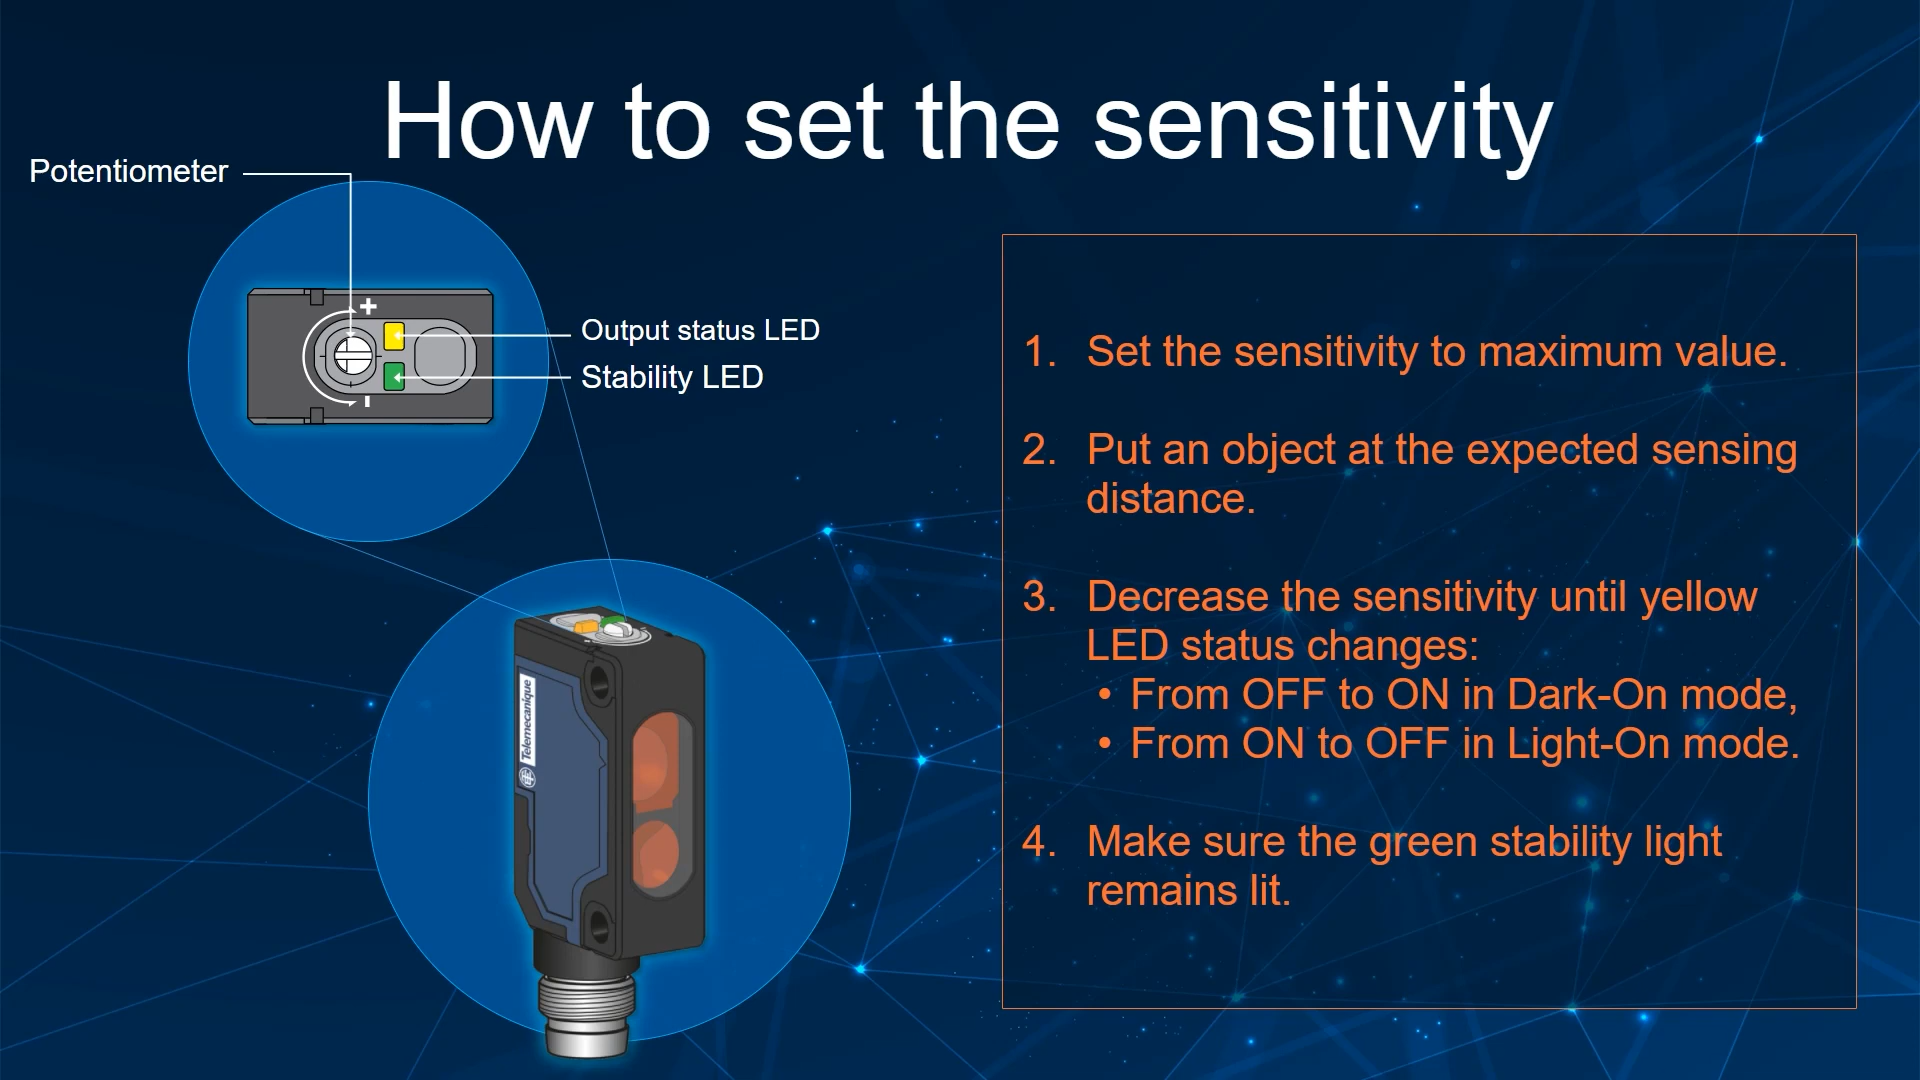 How to set the sensitivity
Potentiometer
+
Output status LED
Stability LED
-
Telemecanique
1. Set the sensitivity to maximum value.
2. Put an object at the expected sensing
distance.
3. Decrease the sensitivity until yellow
LED status changes:
• From OFF to ON in Dark-On mode,
• From ON to OFF in Light-On mode.
4. Make sure the green stability light
remains lit.